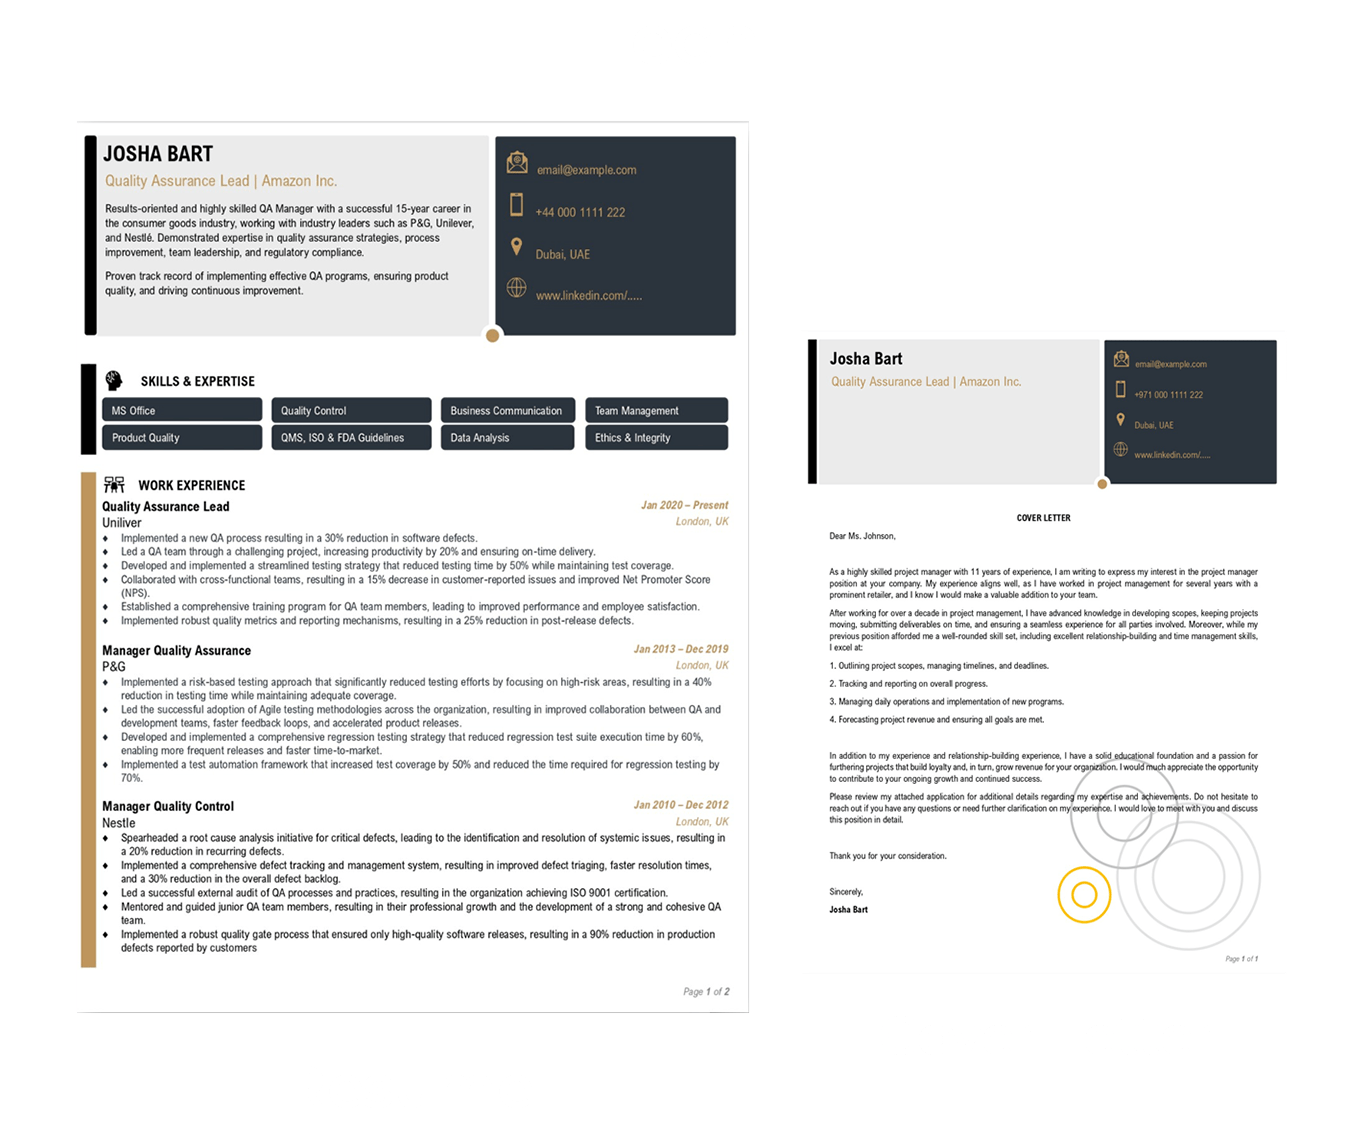 JOSHA BART
Quality Assurance Lead | Amazon Inc.
Results-oriented and highly skilled QA Manager with a successful 15-year career in
the consumer goods industry, working with industry leaders such as P&G, Unilever,
and Nestlé. Demonstrated expertise in quality assurance strategies, process
improvement, team leadership, and regulatory compliance.
Proven track record of implementing effective QA programs, ensuring product
quality, and driving continuous improvement.
email@example.com
+44 000 1111 222
Dubai, UAE
www.linkedin.com/.....
SKILLS & EXPERTISE
MS Office
Quality Control
Business Communication
Team Management
Product Quality
QMS, ISO & FDA Guidelines
Data Analysis
Ethics & Integrity
WORK EXPERIENCE
Quality Assurance Lead
Jan 2020 – Present
Uniliver
London, UK
♦ Implemented a new QA process resulting in a 30% reduction in software defects.
♦ Led a QA team through a challenging project, increasing productivity by 20% and ensuring on-time delivery.
♦ Developed and implemented a streamlined testing strategy that reduced testing time by 50% while maintaining test coverage.
♦ Collaborated with cross-functional teams, resulting in a 15% decrease in customer-reported issues and improved Net Promoter Score
(NPS).
♦ Established a comprehensive training program for QA team members, leading to improved performance and employee satisfaction.
♦ Implemented robust quality metrics and reporting mechanisms, resulting in a 25% reduction in post-release defects.
Manager Quality Assurance
Jan 2013 – Dec 2019
P&G
London, UK
♦ Implemented a risk-based testing approach that significantly reduced testing efforts by focusing on high-risk areas, resulting in a 40%
reduction in testing time while maintaining adequate coverage.
♦ Led the successful adoption of Agile testing methodologies across the organization, resulting in improved collaboration between QA and
development teams, faster feedback loops, and accelerated product releases.
♦ Developed and implemented a comprehensive regression testing strategy that reduced regression test suite execution time by 60%,
enabling more frequent releases and faster time-to-market.
♦ Implemented a test automation framework that increased test coverage by 50% and reduced the time required for regression testing by
70%.
Manager Quality Control
Jan 2010 – Dec 2012
Nestle
London, UK
♦ Spearheaded a root cause analysis initiative for critical defects, leading to the identification and resolution of systemic issues, resulting in
a 20% reduction in recurring defects.
♦ Implemented a comprehensive defect tracking and management system, resulting in improved defect triaging, faster resolution times,
and a 30% reduction in the overall defect backlog.
♦ Led a successful external audit of QA processes and practices, resulting in the organization achieving ISO 9001 certification.
♦ Mentored and guided junior QA team members, resulting in their professional growth and the development of a strong and cohesive QA
team.
♦ Implemented a robust quality gate process that ensured only high-quality software releases, resulting in a 90% reduction in production
defects reported by customers
Page 1 of 2
Josha Bart
Quality Assurance Lead | Amazon Inc.
email@example.com
+971 000 1111 222
Dubai, UAE
www.linkedin.com/.....
COVER LETTER
Dear Ms. Johnson,
As a highly skilled project manager with 11 years of experience, I am writing to express my interest in the project manager
position at your company. My experience aligns well, as I have worked in project management for several years with a
prominent retailer, and I know I would make a valuable addition to your team.
After working for over a decade in project management, I have advanced knowledge in developing scopes, keeping projects
moving, submitting deliverables on time, and ensuring a seamless experience for all parties involved. Moreover, while my
previous position afforded me a well-rounded skill set, including excellent relationship-building and time management skills,
I excel at:
1. Outlining project scopes, managing timelines, and deadlines.
2. Tracking and reporting on overall progress.
3. Managing daily operations and implementation of new programs.
4. Forecasting project revenue and ensuring all goals are met.
In addition to my experience and relationship-building experience, I have a solid educational foundation and a passion for
furthering projects that build loyalty and, in turn, grow revenue for your organization. I would much appreciate the opportunity
to contribute to your ongoing growth and continued success.
Please review my attached application for additional details regarding my expertise and achievements. Do not hesitate to
reach out if you have any questions or need further clarification on my experience. I would love to meet with you and discuss
this position in detail.
Thank you for your consideration.
Sincerely,
Josha Bart
Page 1 of 1